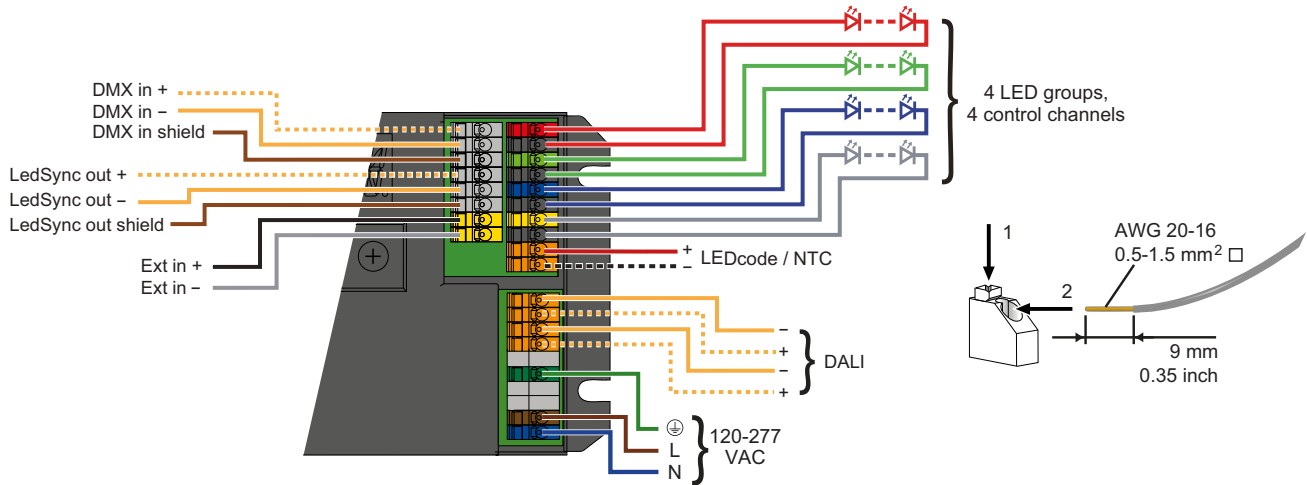 DMX in +
DMX in –
DMX in shield
LedSync out +
LedSync out –
LedSync out shield
Ext in +
Ext in –
4 LED groups,
4 control channels
+
–
LEDcode / NTC
–
+
–
+
DALI
L
N
120-277
VAC
1
2
AWG 20-16
0.5-1.5 mm² □
9 mm
0.35 inch